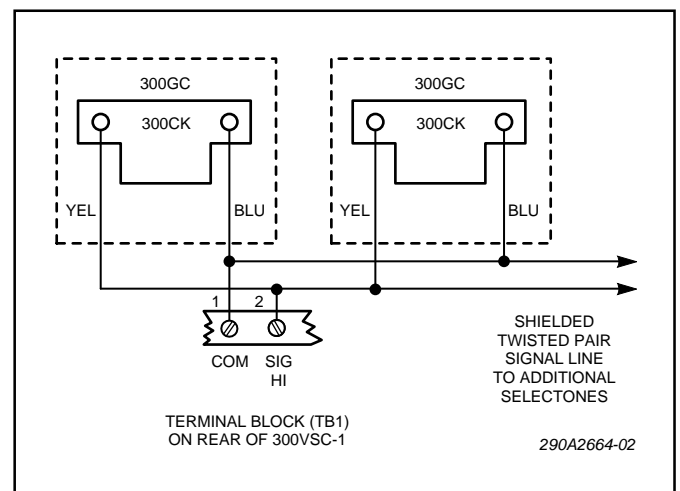 300GC
300CK
YEL
BLU
300GC
300CK
YEL
BLU
1
2
COM
SIG
HI
TERMINAL BLOCK (TB1)
ON REAR OF 300VSC-1
SHIELDED
TWISTED PAIR
SIGNAL LINE
TO ADDITIONAL
SELECTONES
290A2664-02